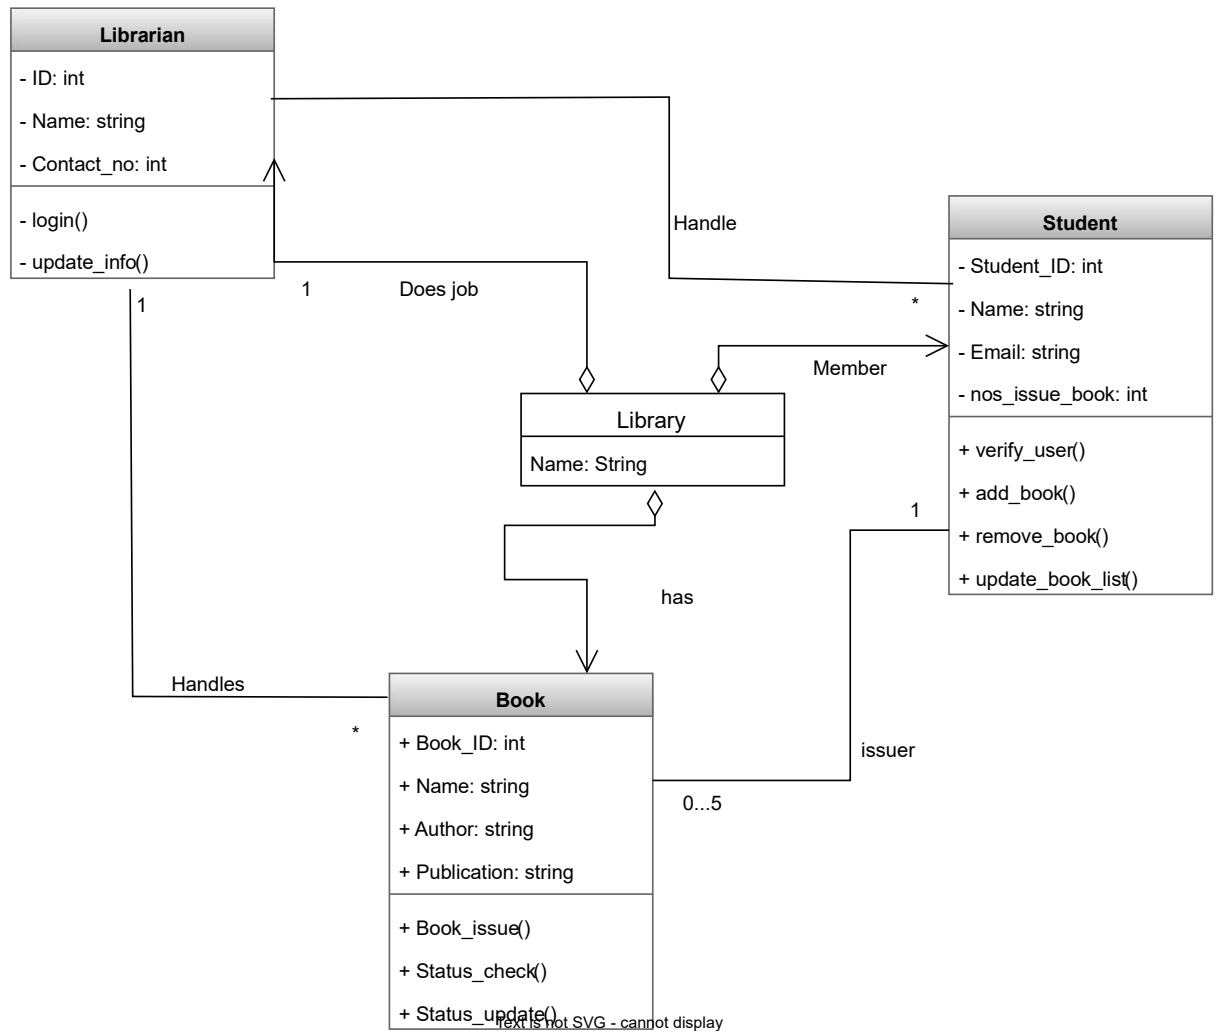 Librarian
- ID: int
- Name: string
- Contact_no: int
- login()
- update_info()
Handle
Student
- Student_ID: int
- Name: string
- Email: string
- nos_issue_book: int
+ verify_user()
+ add_book()
+ remove_book()
+ update_book_list()
1
1
Does job
*
Member
Library
Name: String
1
has
Handles
*
Book
+ Book_ID: int
+ Name: string
+ Author: string
+ Publication: string
+ Book_issue()
+ Status_check()
+ Status_update()
issuer
0...5
Text is not SVG - cannot display